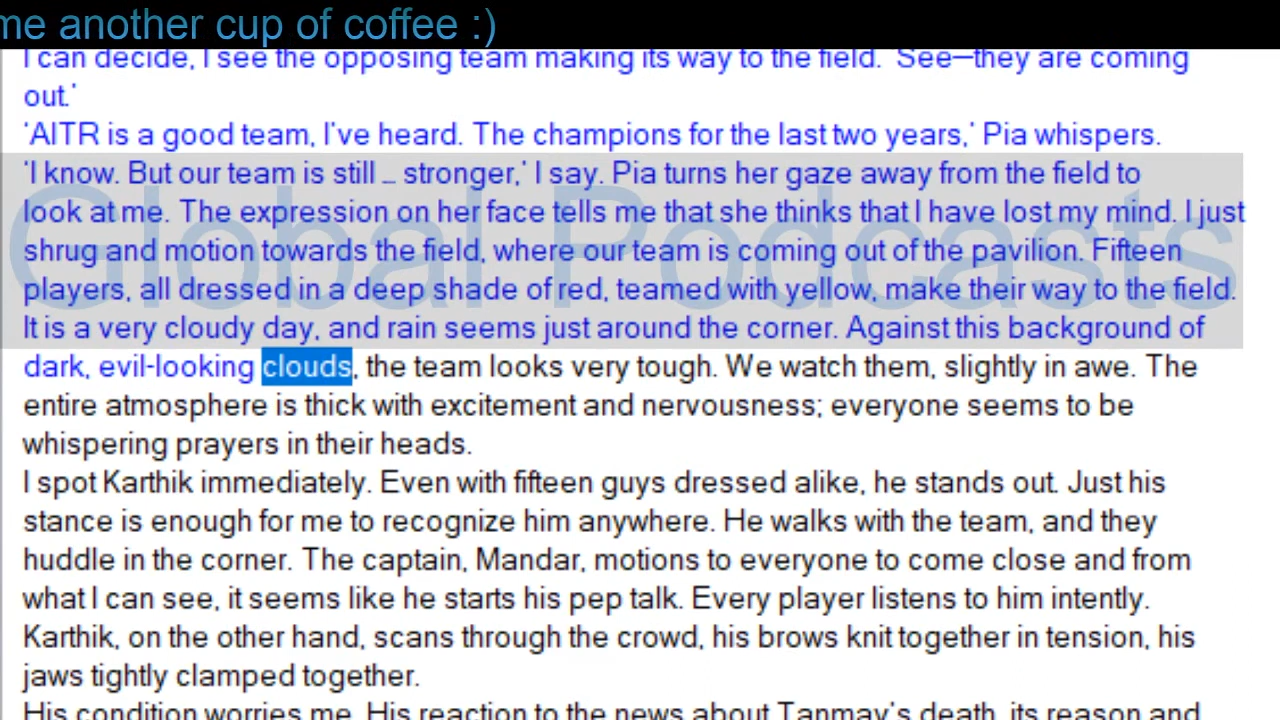 me another cup of coffee :)
I can decide, I see the opposing team making its way to the field. 'See—they are coming
out.'
'AITR is a good team, I've heard. The champions for the last two years,' Pia whispers.
'I know. But our team is still ... stronger,' I say. Pia turns her gaze away from the field to
look at me. The expression on her face tells me that she thinks that I have lost my mind. I just
shrug and motion towards the field, where our team is coming out of the pavilion. Fifteen
players, all dressed in a deep shade of red, teamed with yellow, make their way to the field.
It is a very cloudy day, and rain seems just around the corner. Against this background of
dark, evil-looking clouds, the team looks very tough. We watch them, slightly in awe. The
entire atmosphere is thick with excitement and nervousness; everyone seems to be
whispering prayers in their heads.
I spot Karthik immediately. Even with fifteen guys dressed alike, he stands out. Just his
stance is enough for me to recognize him anywhere. He walks with the team, and they
huddle in the corner. The captain, Mandar, motions to everyone to come close and from
what I can see, it seems like he starts his pep talk. Every player listens to him intently.
Karthik, on the other hand, scans through the crowd, his brows knit together in tension, his
jaws tightly clamped together.
His condition worries me. His reaction to the news about Tanmay's death, its reason and
Global Podcasts